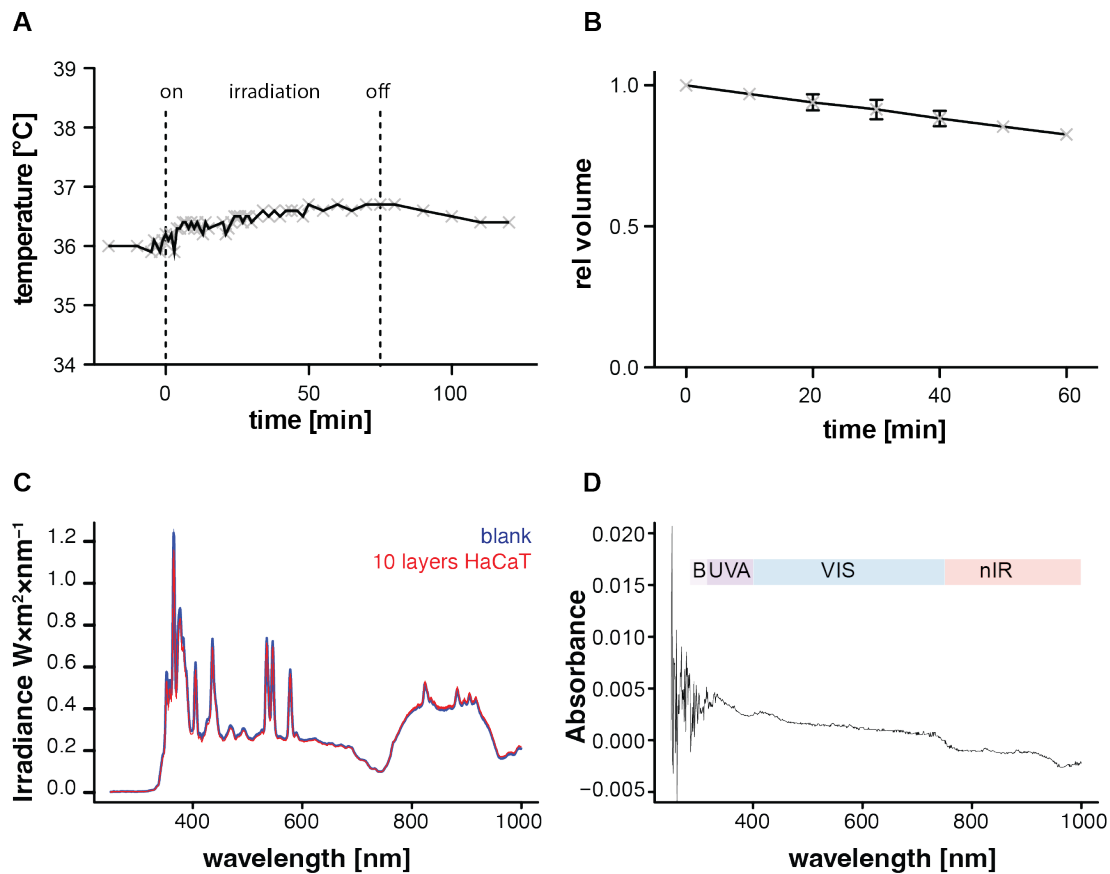 A
39
38
37
36
35
34
temperature [°C]
on irradiation off
0 50 100
time [min]
B
1.0
0.5
0.0
rel volume
0 20 40 60
time [min]
C
1.2
1.0
0.8
0.6
0.4
0.2
0.0
Irradiance W×m²×nm⁻¹
blank
10 layers HaCaT
400 600 800 1000
wavelength [nm]
D
0.020
0.015
0.010
0.005
0.000
−0.005
Absorbance
B UVA VIS nIR
400 600 800 1000
wavelength [nm]